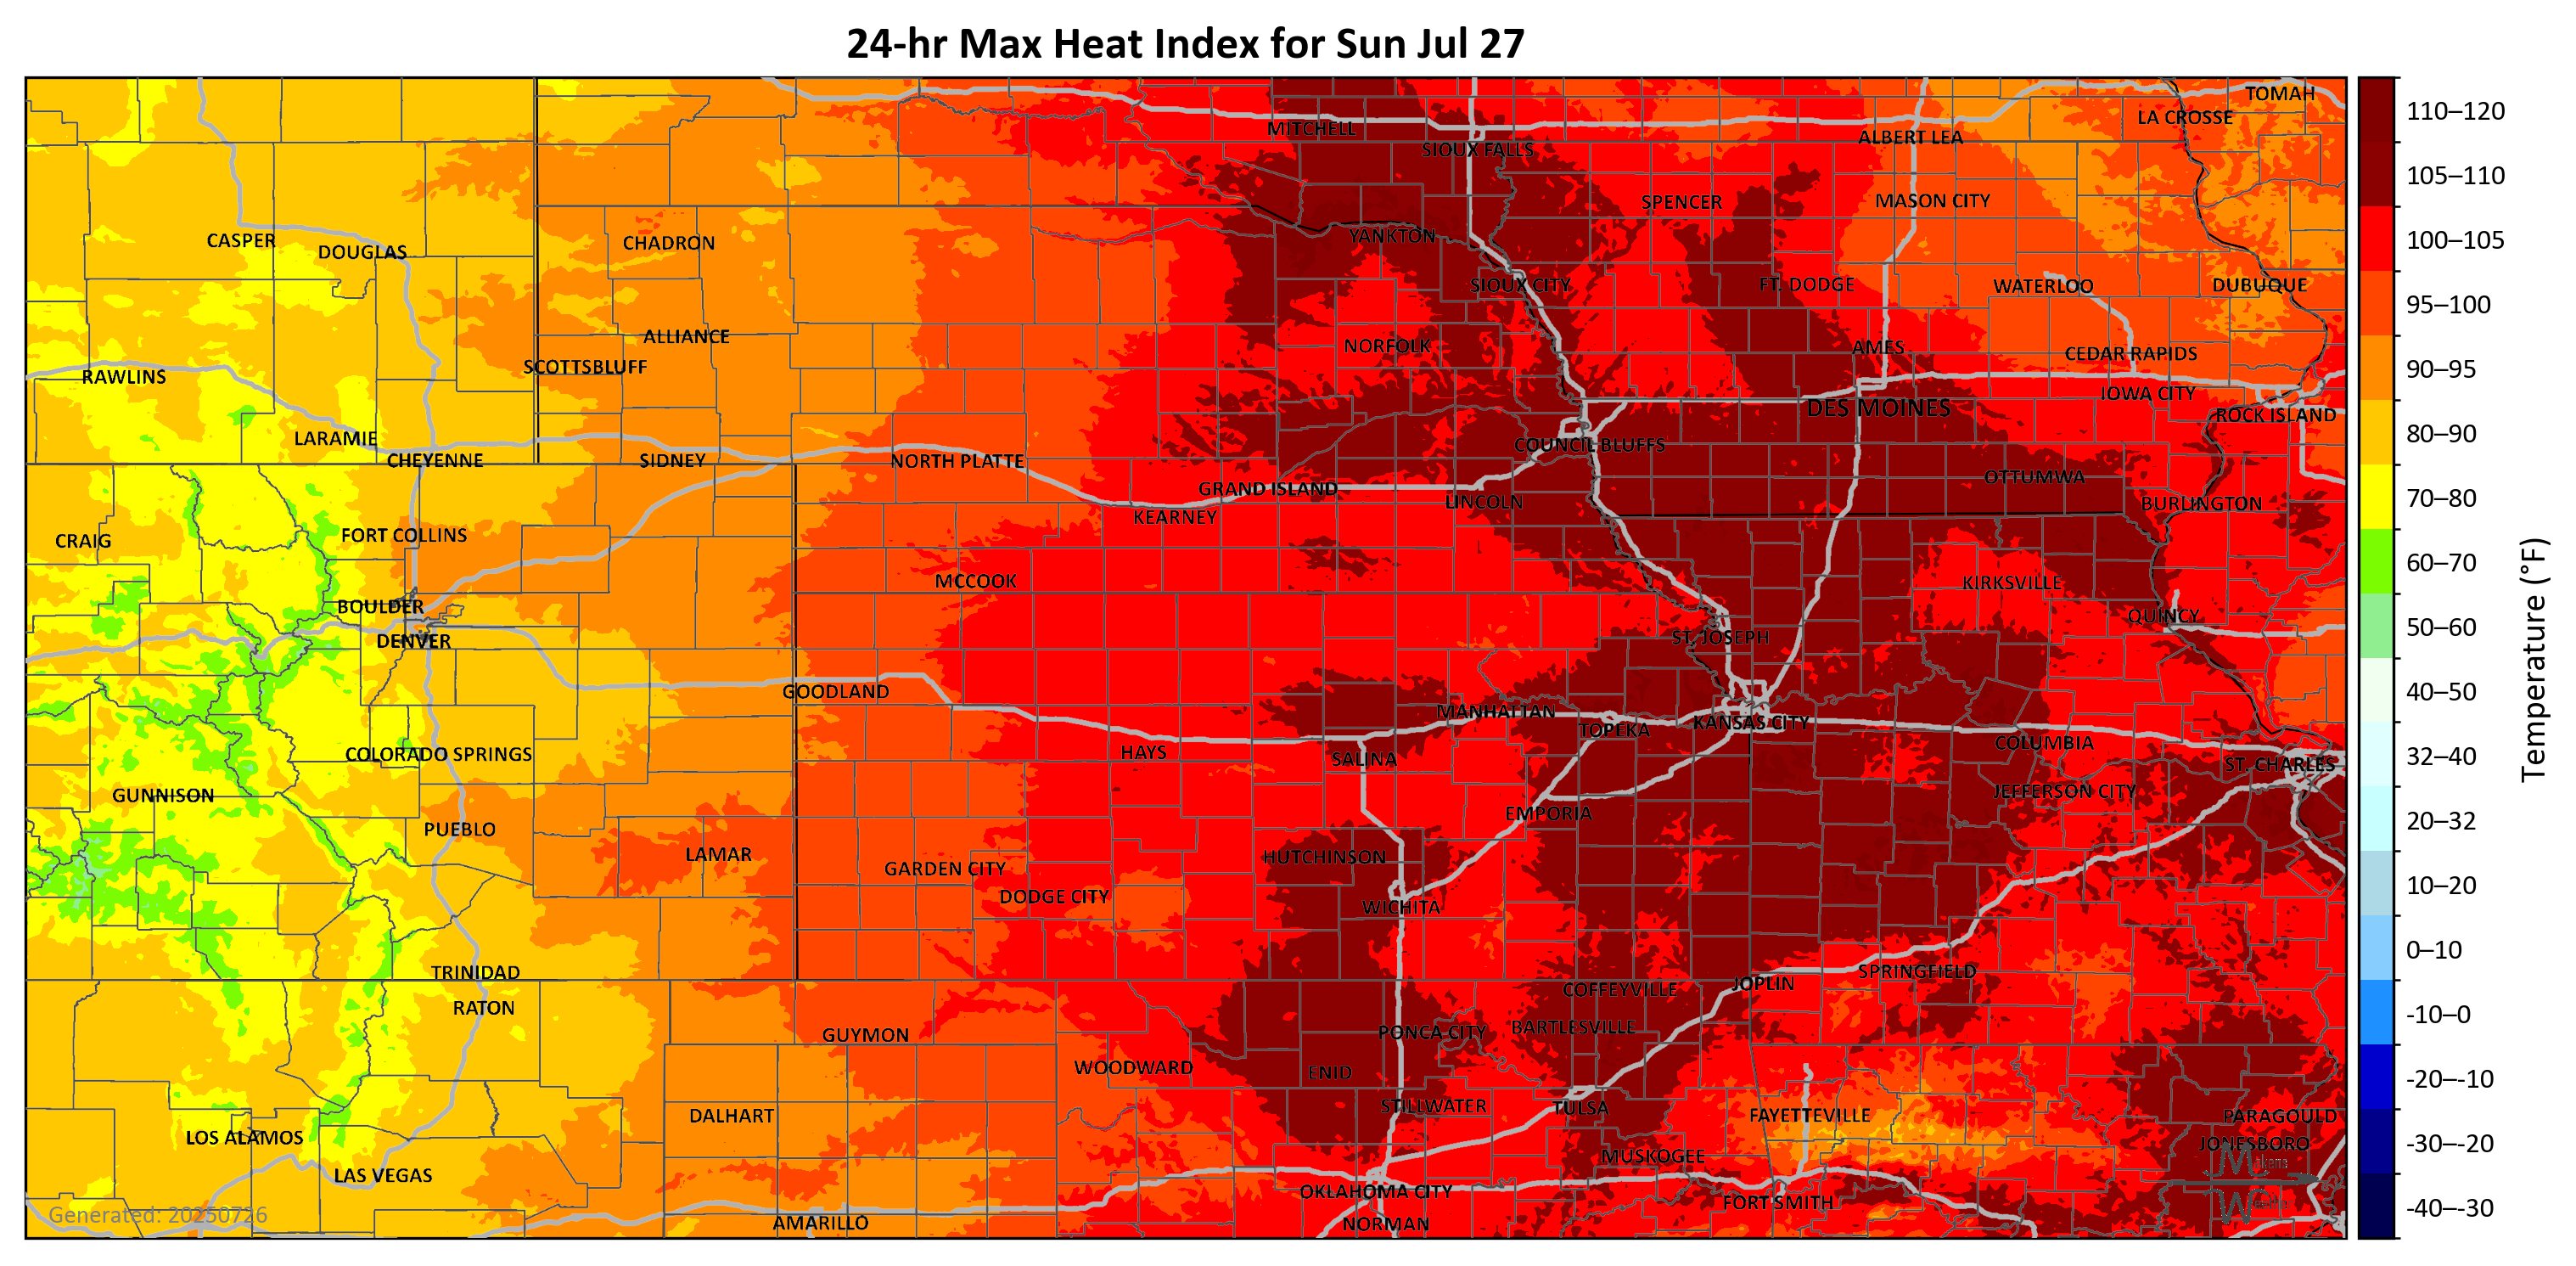 24-hr Max Heat Index for Sun Jul 27
TOMAH
LA CROSSE
MITCHELL
ALBERT LEA
SIOUX FALLS
SPENCER
MASON CITY
YANKTON
CASPER
CHADRON
DOUGLAS
SIOUX CITY
FT. DODGE
WATERLOO
DUBUQUE
ALLIANCE
NORFOLK
AMES
CEDAR RAPIDS
SCOTTSBLUFF
RAWLINS
IOWA CITY
DES MOINES
ROCK ISLAND
LARAMIE
COUNCIL BLUFFS
CHEYENNE
SIDNEY
NORTH PLATTE
OTTUMWA
GRAND ISLAND
LINCOLN
BURLINGTON
KEARNEY
FORT COLLINS
CRAIG
MCCOOK
KIRKSVILLE
BOULDER
QUINCY
DENVER
ST. JOSEPH
GOODLAND
MANHATTAN
TOPEKA
KANSAS CITY
COLUMBIA
COLORADO SPRINGS
HAYS
SALINA
ST. CHARLES
GUNNISON
JEFFERSON CITY
EMPORIA
PUEBLO
LAMAR
HUTCHINSON
GARDEN CITY
DODGE CITY
WICHITA
TRINIDAD
SPRINGFIELD
JOPLIN
COFFEYVILLE
RATON
GUYMON
PONCA CITY
BARTLESVILLE
WOODWARD
ENID
STILLWATER
TULSA
DALHART
FAYETTEVILLE
PARAGOULD
LOS ALAMOS
JONESBORO
MUSKOGEE
LAS VEGAS
OKLAHOMA CITY
FORT SMITH
AMARILLO
NORMAN
Generated: 20250726
110–120
105–110
100–105
95–100
90–95
80–90
70–80
60–70
50–60
40–50
32–40
20–32
10–20
0–10
-10–0
-20–-10
-30–-20
-40–-30
Temperature (°F)